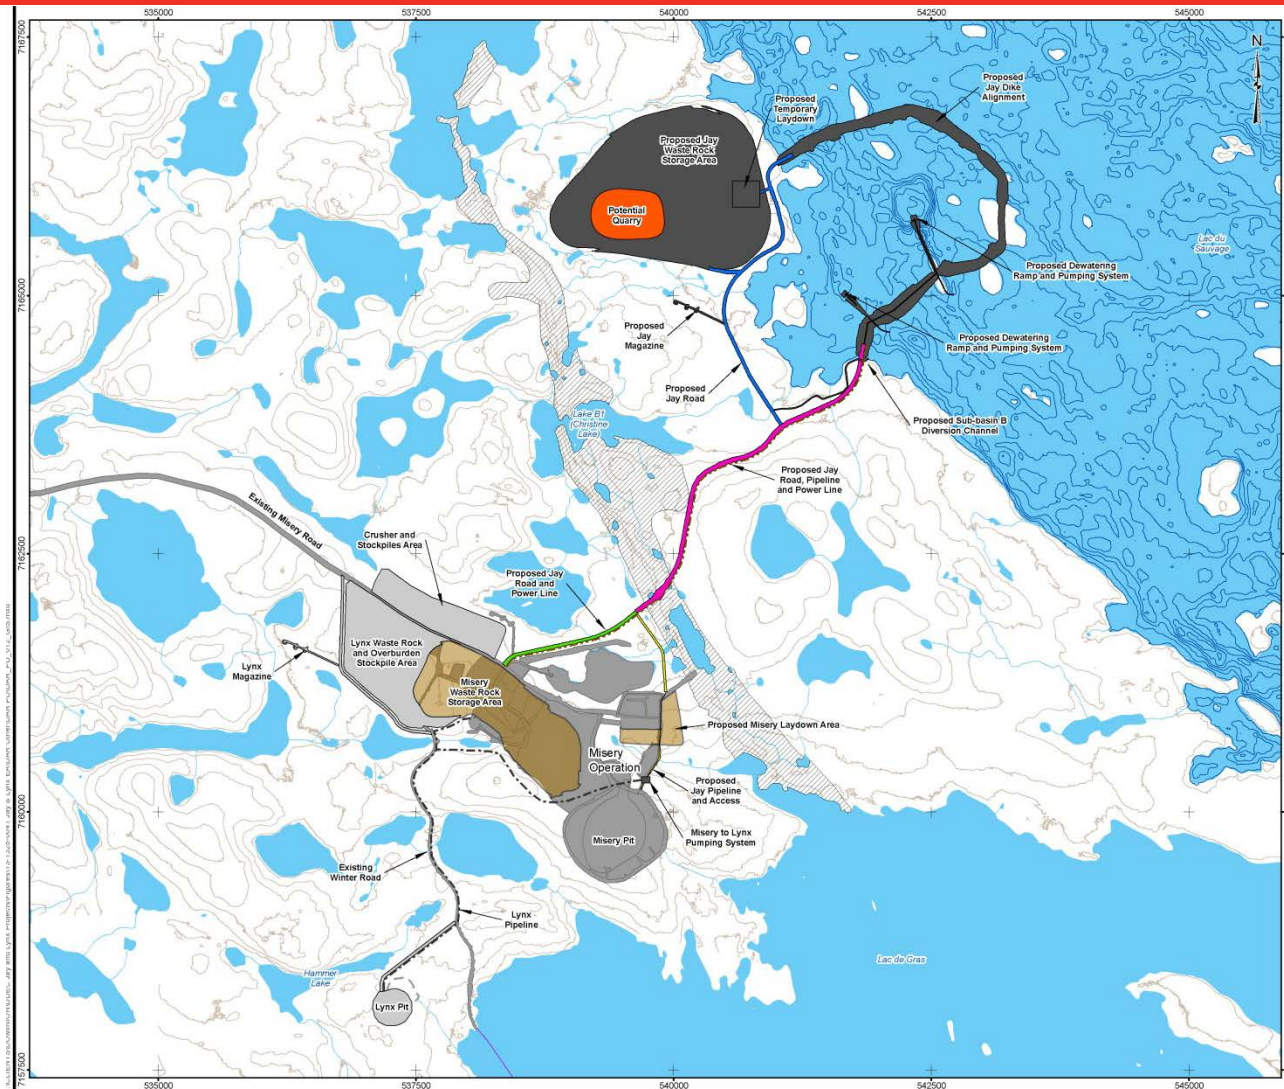 535000
537500
540000
542500
545000
7167500
N
Proposed
Jay Dike
Alignment
Proposed
Temporary
Laydown
Proposed Jay
Waste Rock
Storage Area
Potential
Quarry
Lac du
Sauvage
Proposed Dewatering
Ramp and Pumping System
7165000
Proposed
Jay
Magazine
Proposed Dewatering
Ramp and Pumping System
Proposed
Jay Road
Lake B1
(Christine
Lake)
Proposed Sub-basin B
Diversion Channel
Proposed Jay
Road, Pipeline
and Power Line
Existing Misery Road
Crusher and
Stockpiles Area
7162500
Proposed Jay
Road and
Power Line
Lynx Waste Rock
and Overburden
Stockpile Area
Lynx
Magazine
Misery
Waste Rock
Storage Area
Proposed Misery Laydown Area
Misery
Operation
Proposed
Jay Pipeline
and Access
7160000
Misery to Lynx
Pumping System
Misery Pit
Existing
Winter Road
Lynx
Pipeline
Lac de Gras
Hammer
Lake
Lynx Pit
7157500
535000
537500
540000
542500
545000